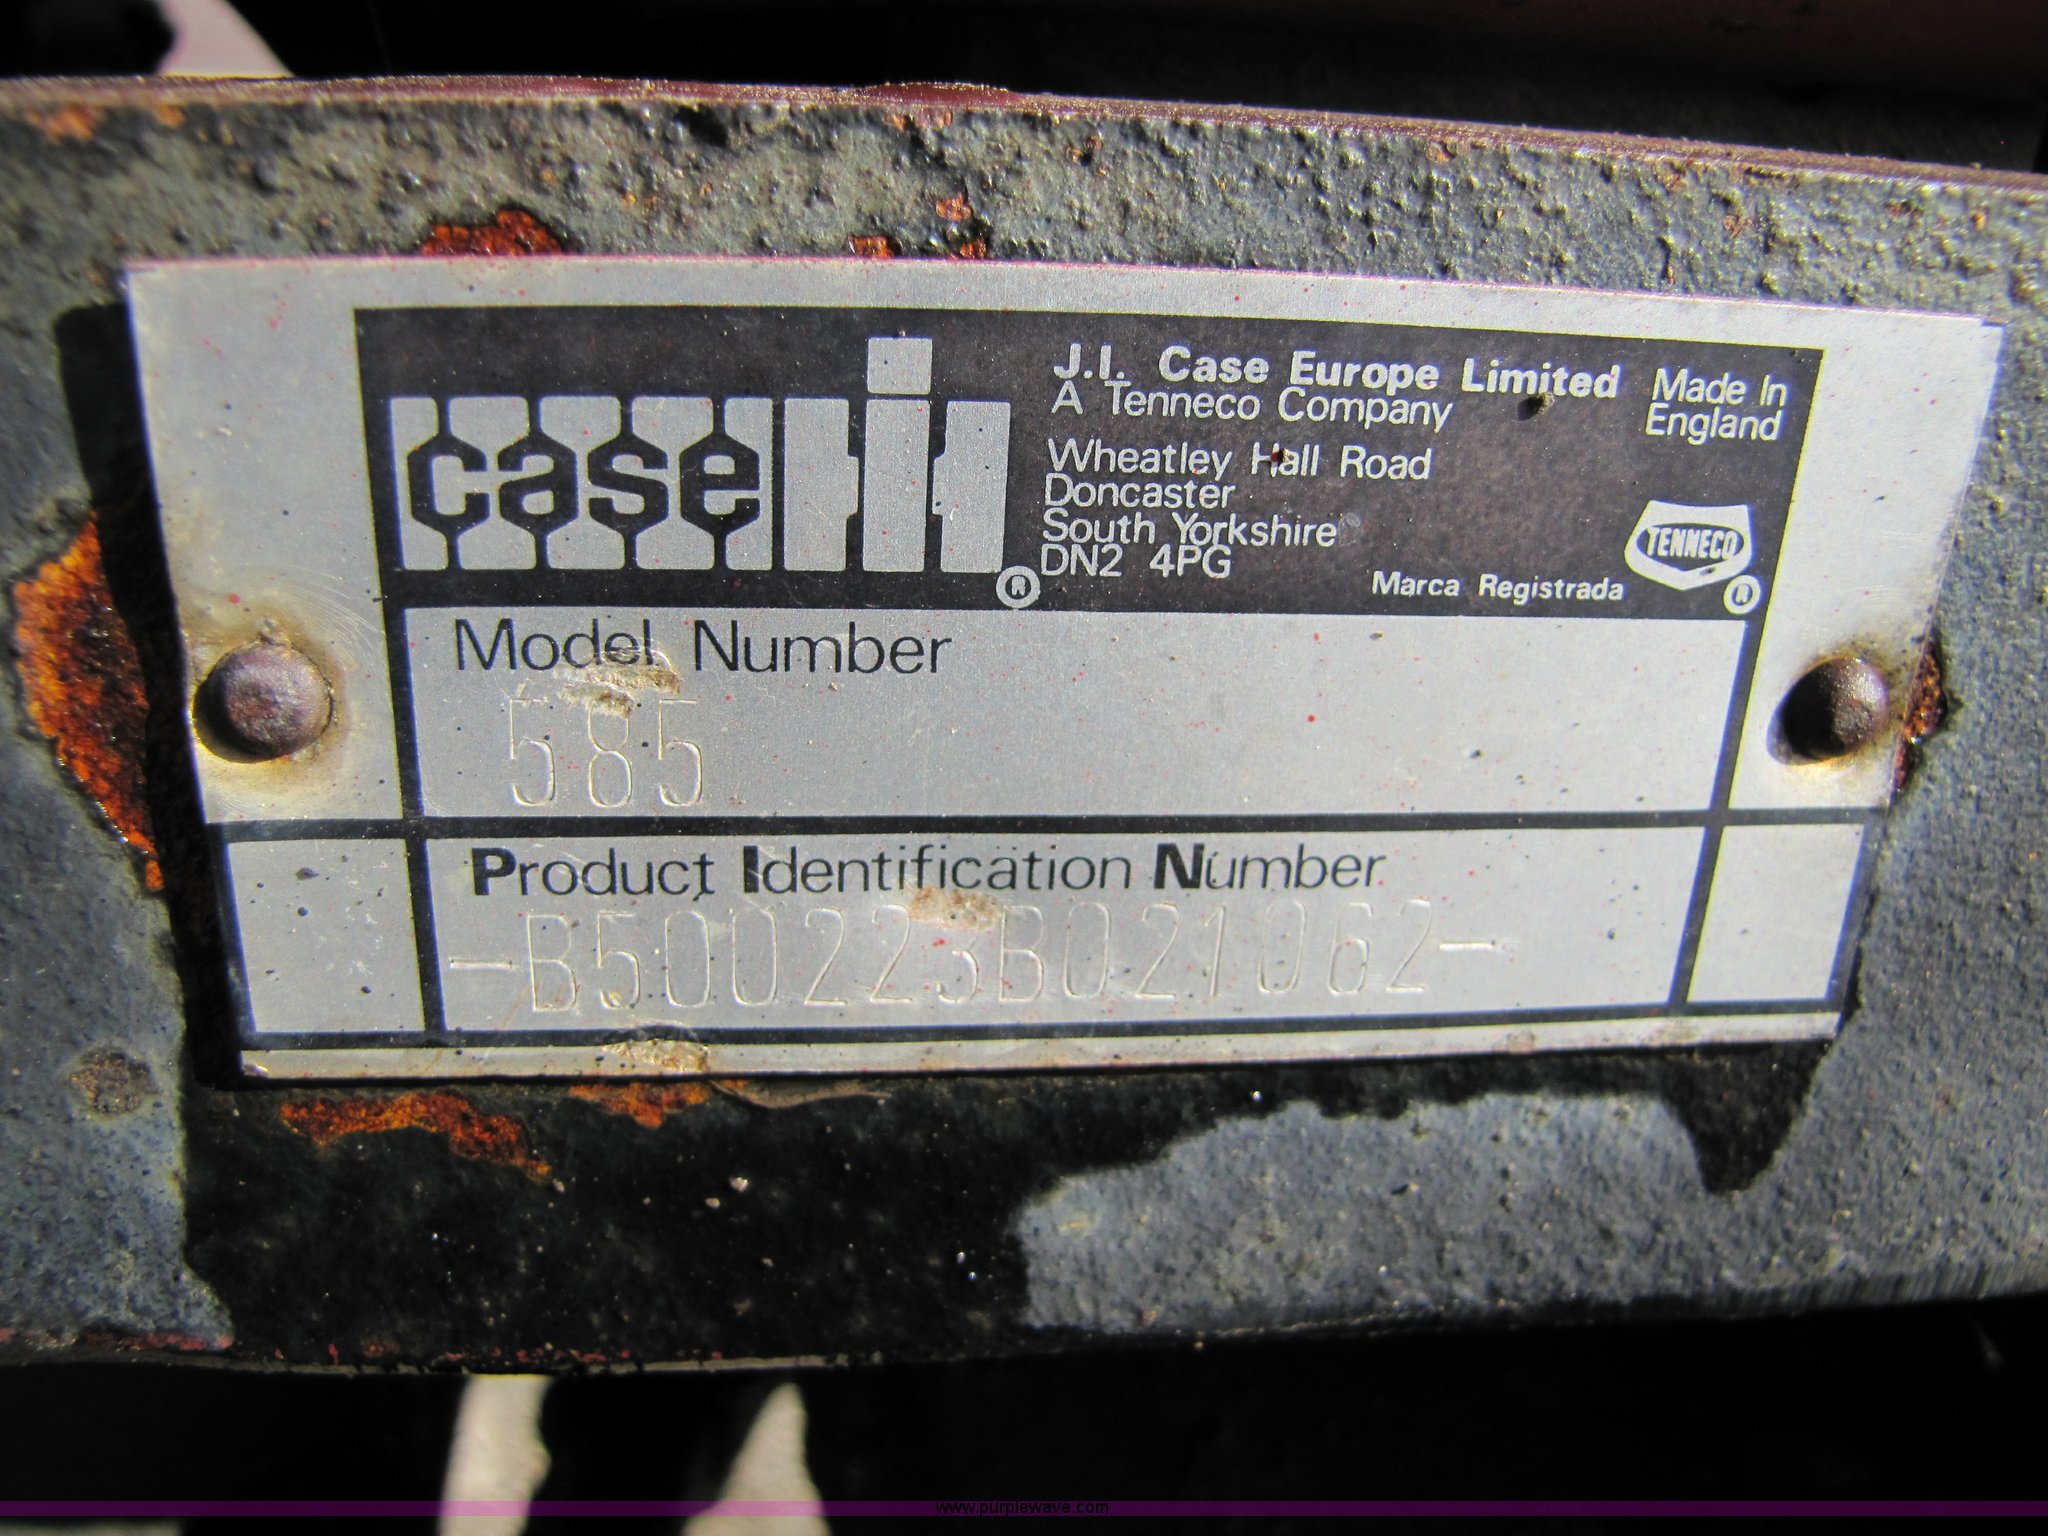 case ih ®
J.I. Case Europe Limited
A Tenneco Company
Made In
England
Wheatley Hall Road
Doncaster
South Yorkshire
DN2 4PG
Marca Registrada
TENNECO ®
Model Number
585
Product Identification Number
-B500223B021062-
www.purplewave.com